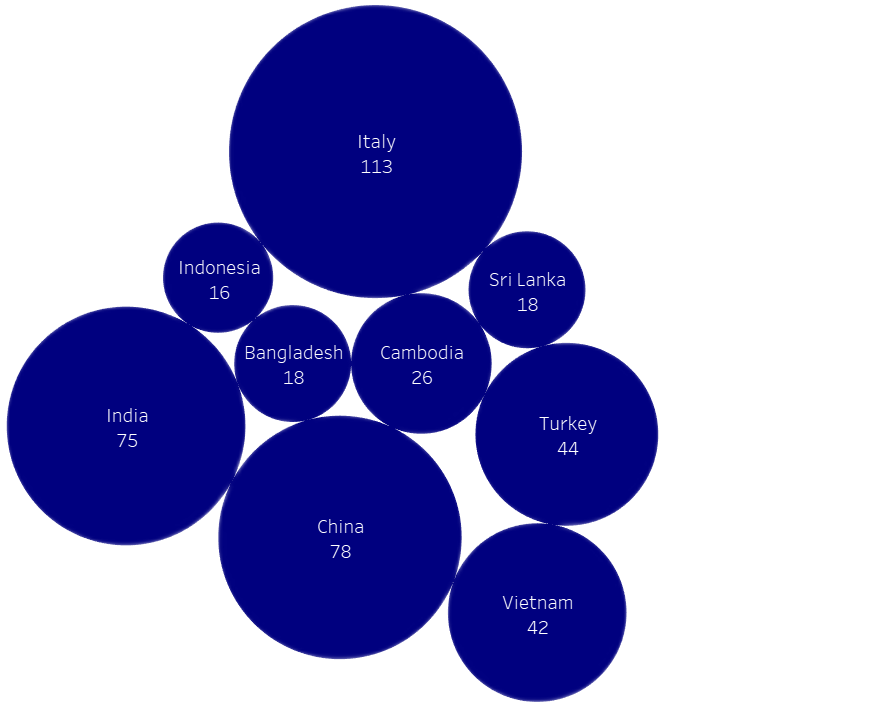 Italy
113
Indonesia
16
Sri Lanka
18
Bangladesh
18
Cambodia
26
India
75
Turkey
44
China
78
Vietnam
42